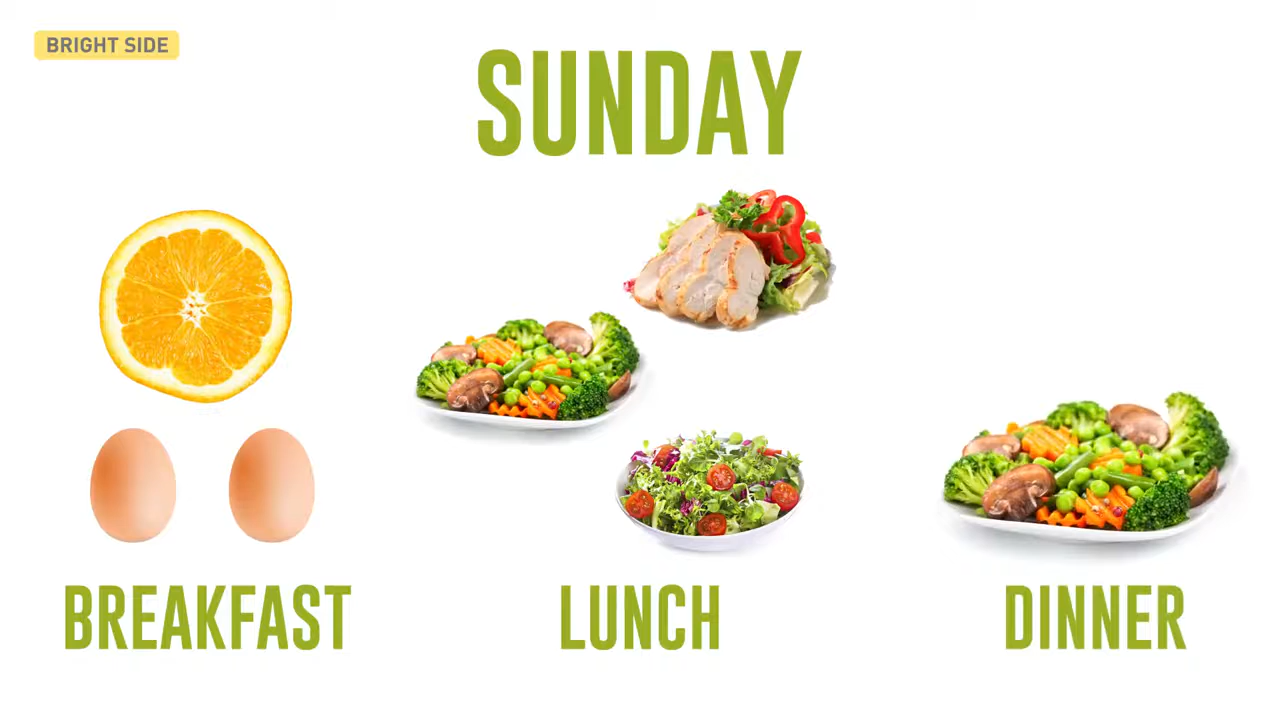 BRIGHT SIDE
SUNDAY
BREAKFAST
LUNCH
DINNER